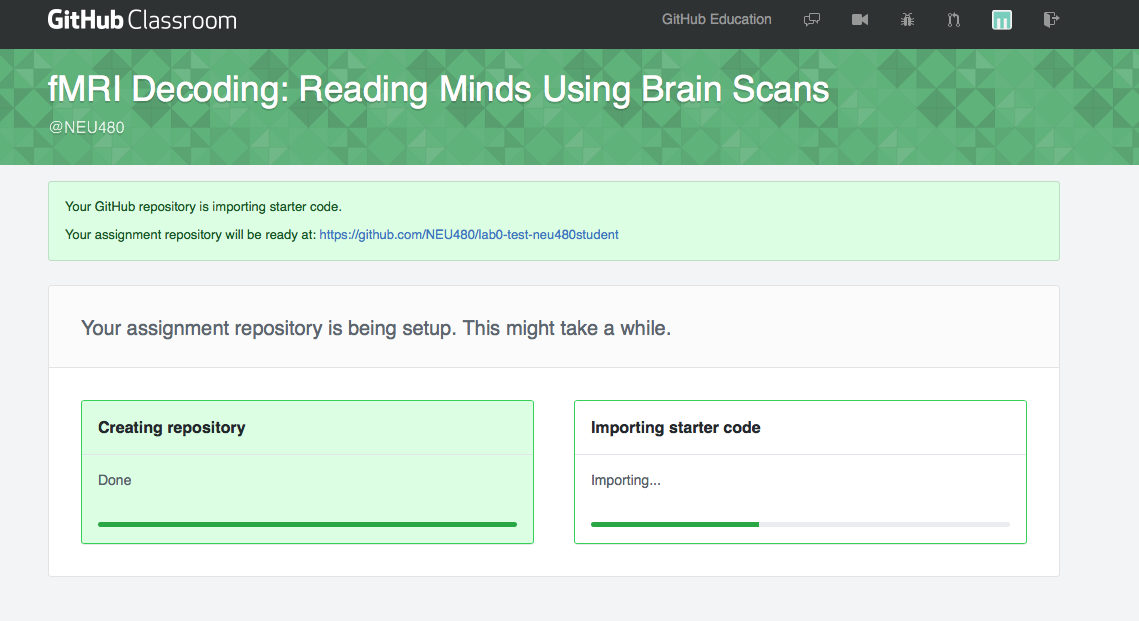 GitHub Classroom
GitHub Education
fMRI Decoding: Reading Minds Using Brain Scans
@NEU480
Your GitHub repository is importing starter code.
Your assignment repository will be ready at: https://github.com/NEU480/lab0-test-neu480student
Your assignment repository is being setup. This might take a while.
Creating repository
Done
Importing starter code
Importing...